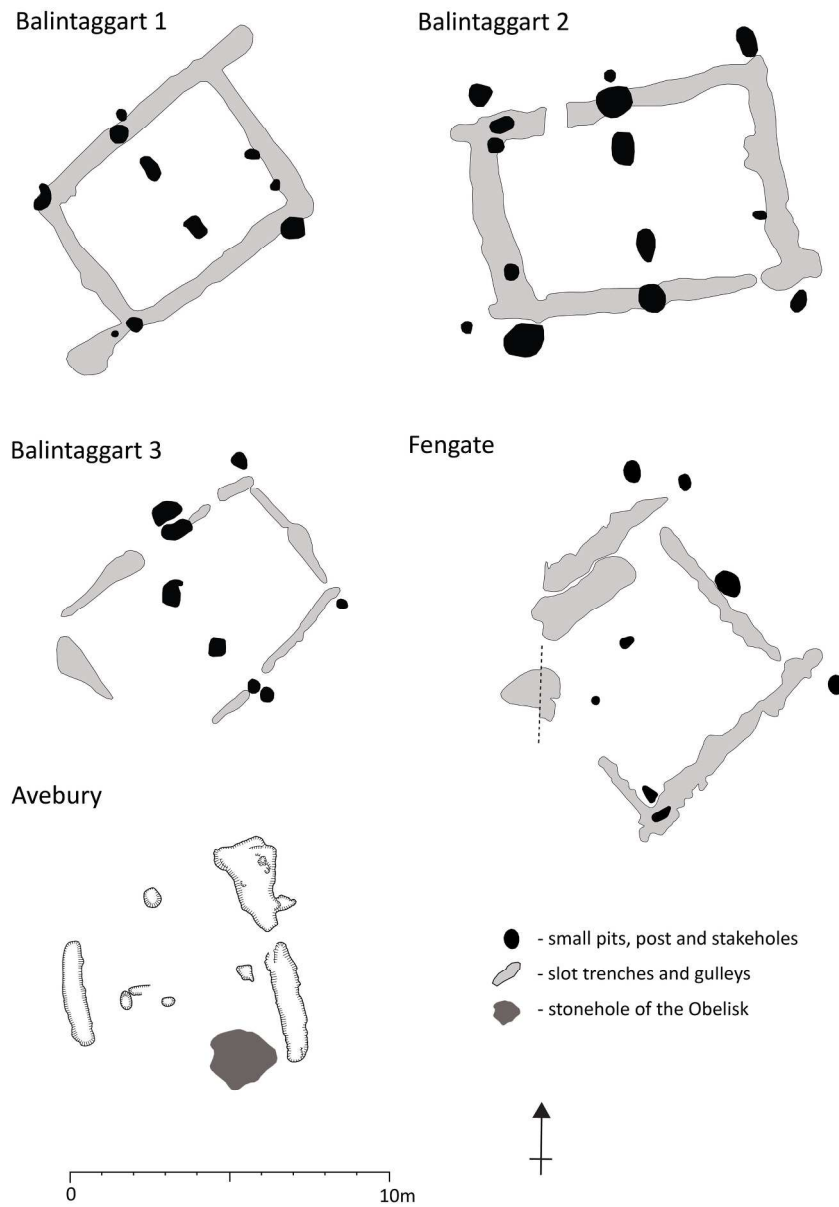 Balintaggart 1
Balintaggart 2
Balintaggart 3
Fengate
Avebury
- small pits, post and stakeholes
- slot trenches and gulleys
- stonehole of the Obelisk
0
10m